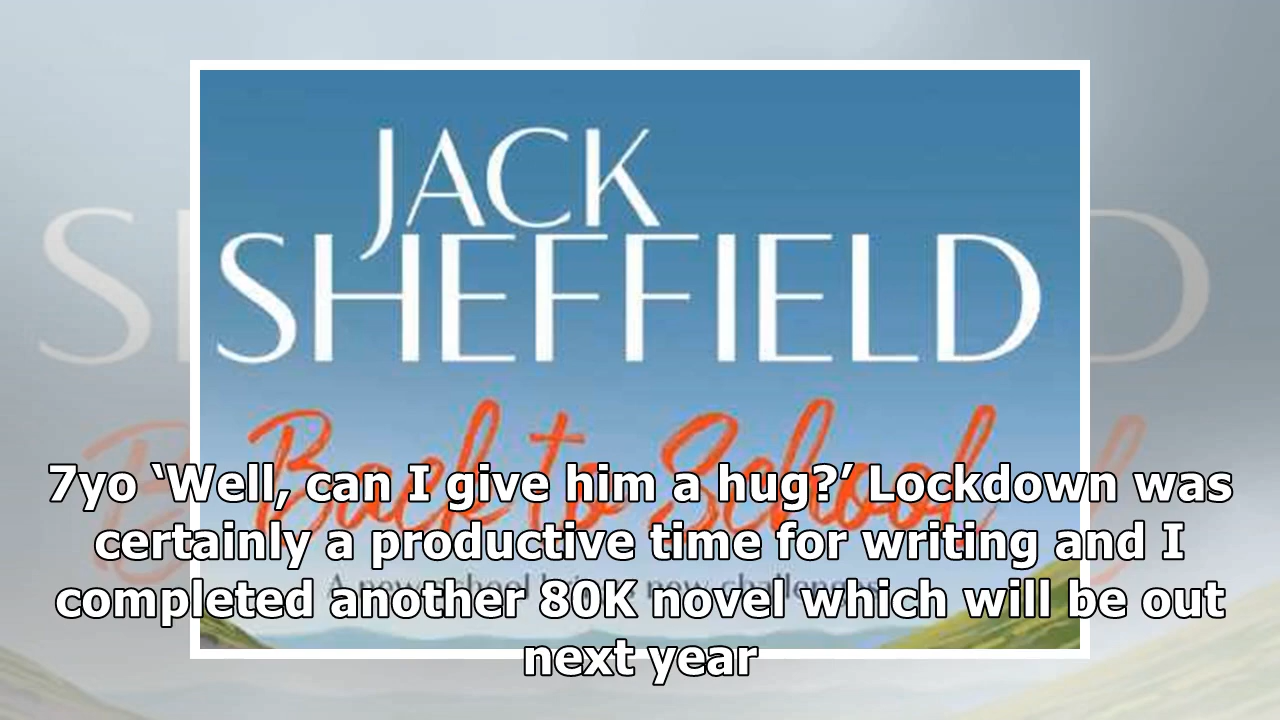 JACK
SHEFFIELD
Back to School
7yo ‘Well, can I give him a hug?’ Lockdown was
certainly a productive time for writing and I
completed another 80K novel which will be out
next year